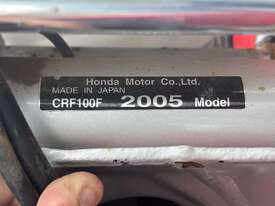 Honda Motor Co.,Ltd.
MADE IN JAPAN
CRF100F 2005 Model